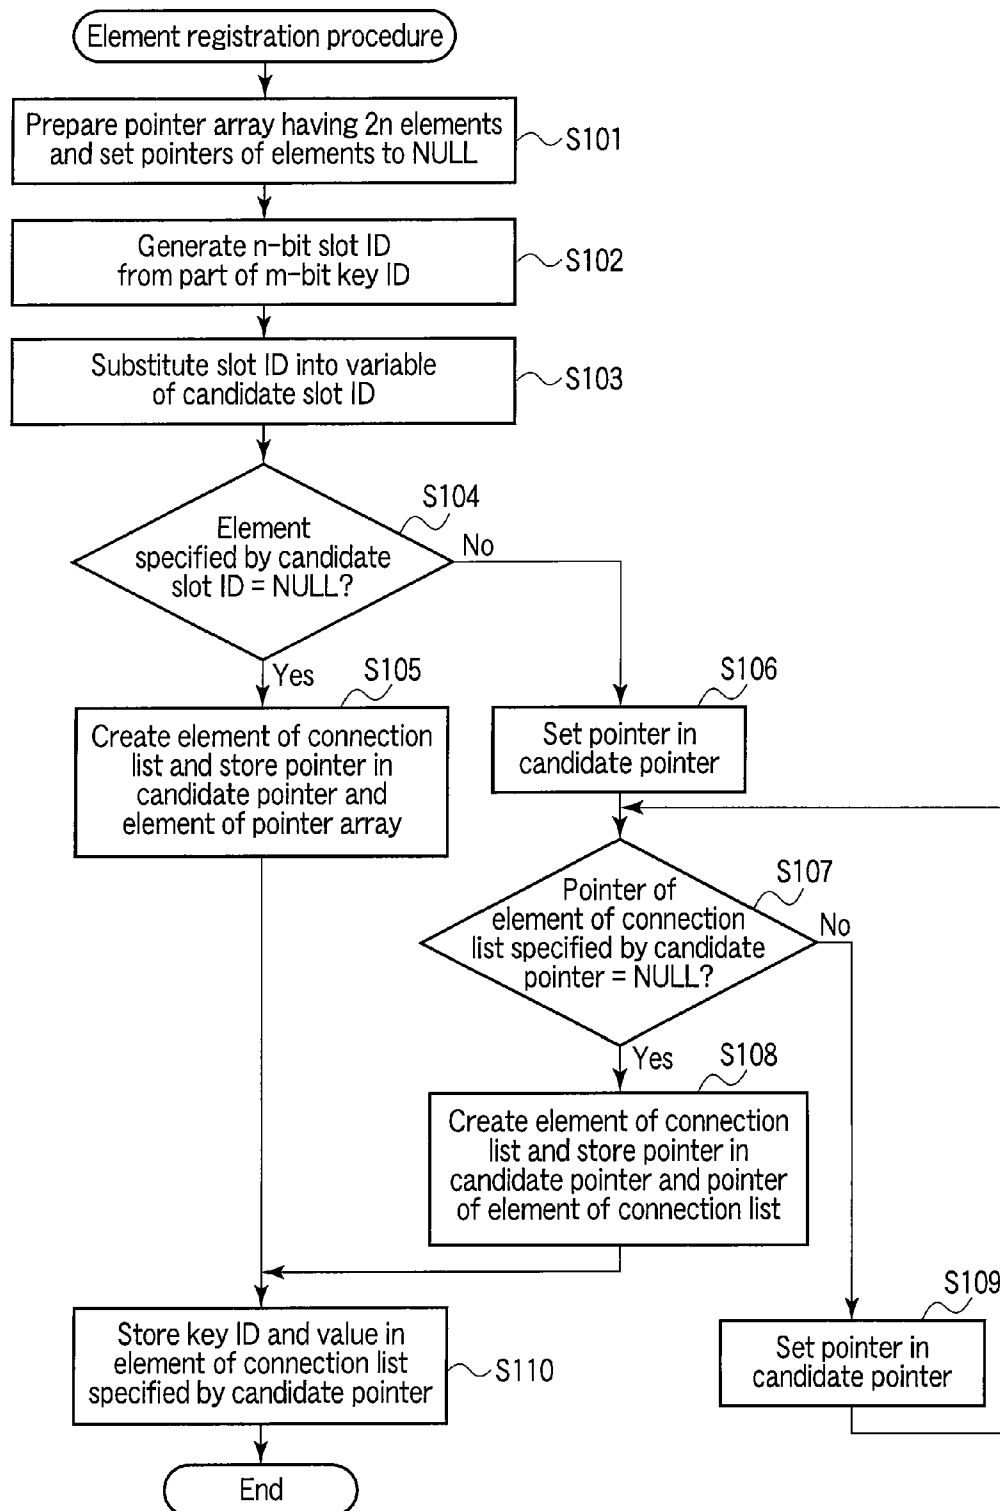 Element registration procedure
Prepare pointer array having 2n elements
and set pointers of elements to NULL
S101
Generate n-bit slot ID
from part of m-bit key ID
S102
Substitute slot ID into variable
of candidate slot ID
S103
S104
Element
specified by candidate
slot ID = NULL?
No
Yes
S105
Create element of connection
list and store pointer in
candidate pointer and
element of pointer array
S106
Set pointer in
candidate pointer
S107
Pointer of
element of connection
list specified by candidate
pointer = NULL?
No
Yes
S108
Create element of connection
list and store pointer in
candidate pointer and pointer
of element of connection list
S109
Set pointer in
candidate pointer
Store key ID and value in
element of connection list
specified by candidate pointer
S110
End